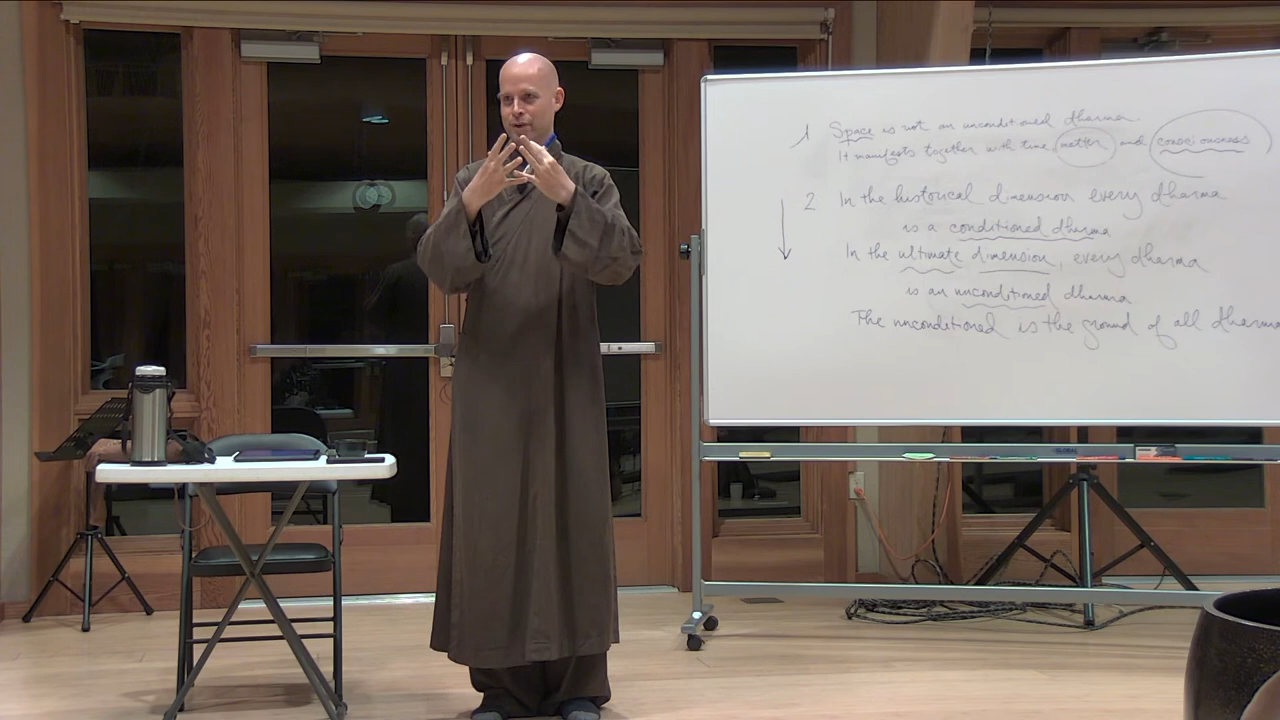 1 Space is not an unconditioned dharma.
It manifests together with time, matter and consciousness
2 In the historical dimension every dharma
is a conditioned dharma
In the ultimate dimension, every dharma
is an unconditioned dharma
The unconditioned is the ground of all dharma
GLOBAL